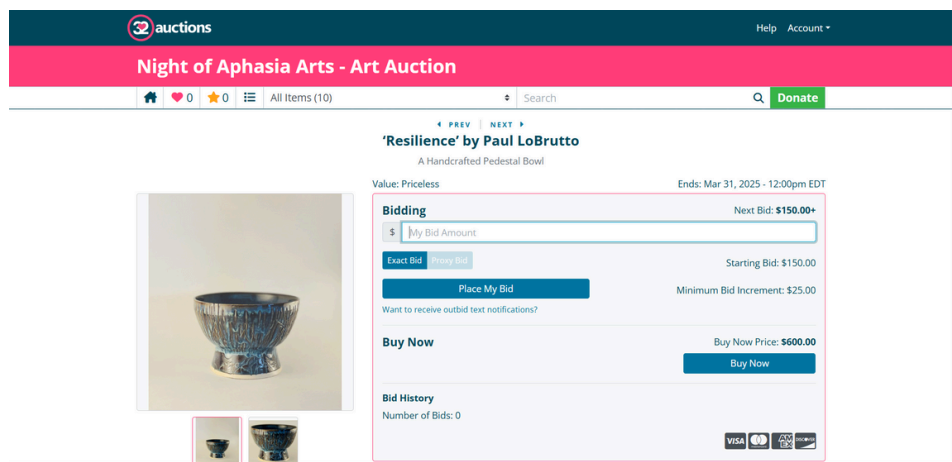 32 auctions
Help Account
Night of Aphasia Arts - Art Auction
0 0 All Items (10) Search Donate
PREV | NEXT
‘Resilience’ by Paul LoBrutto
A Handcrafted Pedestal Bowl
Value: Priceless Ends: Mar 31, 2025 - 12:00pm EDT
Bidding Next Bid: $150.00+
$ My Bid Amount
Exact Bid Proxy Bid Starting Bid: $150.00
Place My Bid Minimum Bid Increment: $25.00
Want to receive outbid text notifications?
Buy Now Buy Now Price: $600.00
Buy Now
Bid History
Number of Bids: 0
VISA AMEX DISCOVER